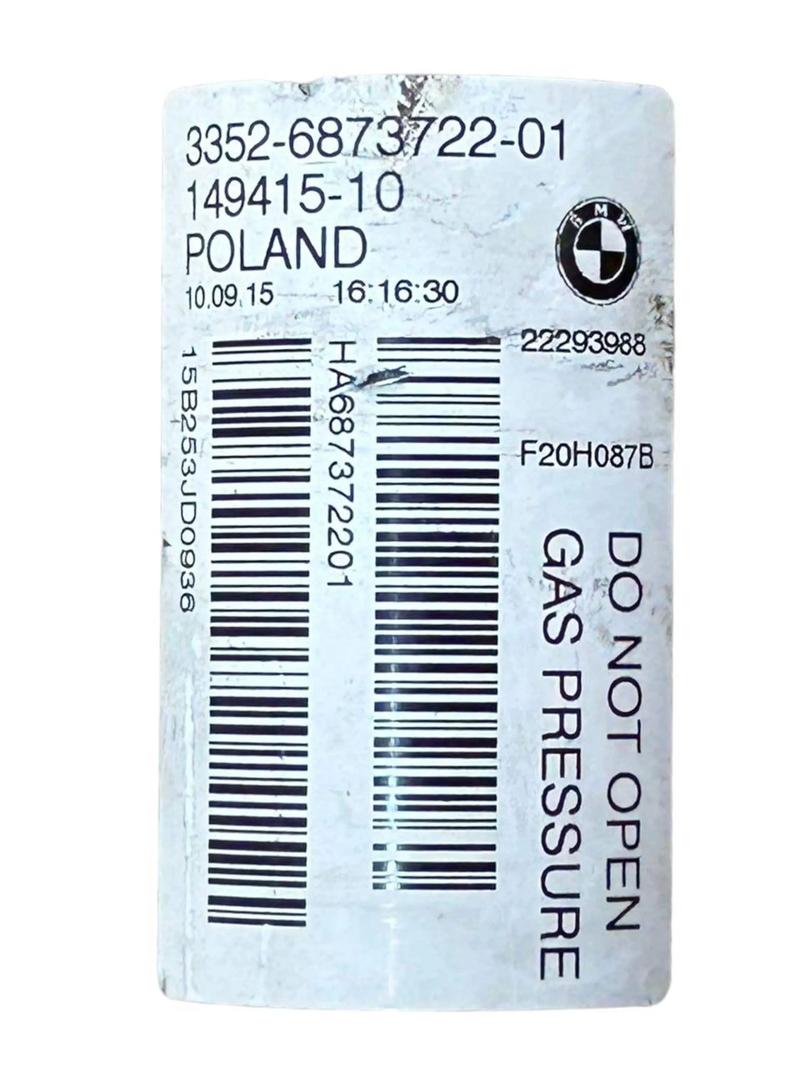 3352-6873722-01
149415-10
POLAND
10.09.15 16:16:30
BMW
22293988
F20H087B
15B253JD0936
HA687372201
DO NOT OPEN
GAS PRESSURE